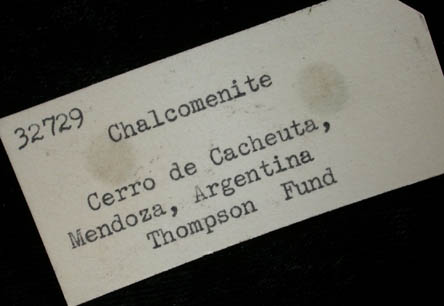 32729 Chalcomenite
Cerro de Cacheuta,
Mendoza, Argentina
Thompson Fund